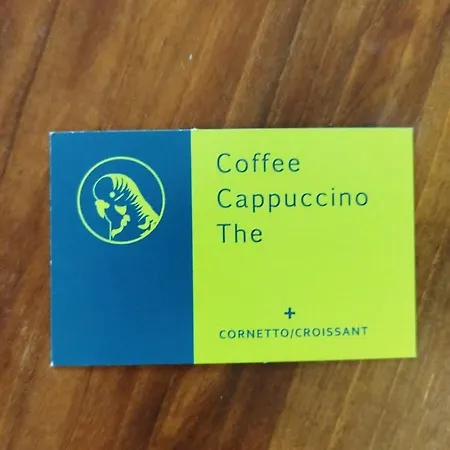 Coffee
Cappuccino
The
+
CORNETTO/CROISSANT